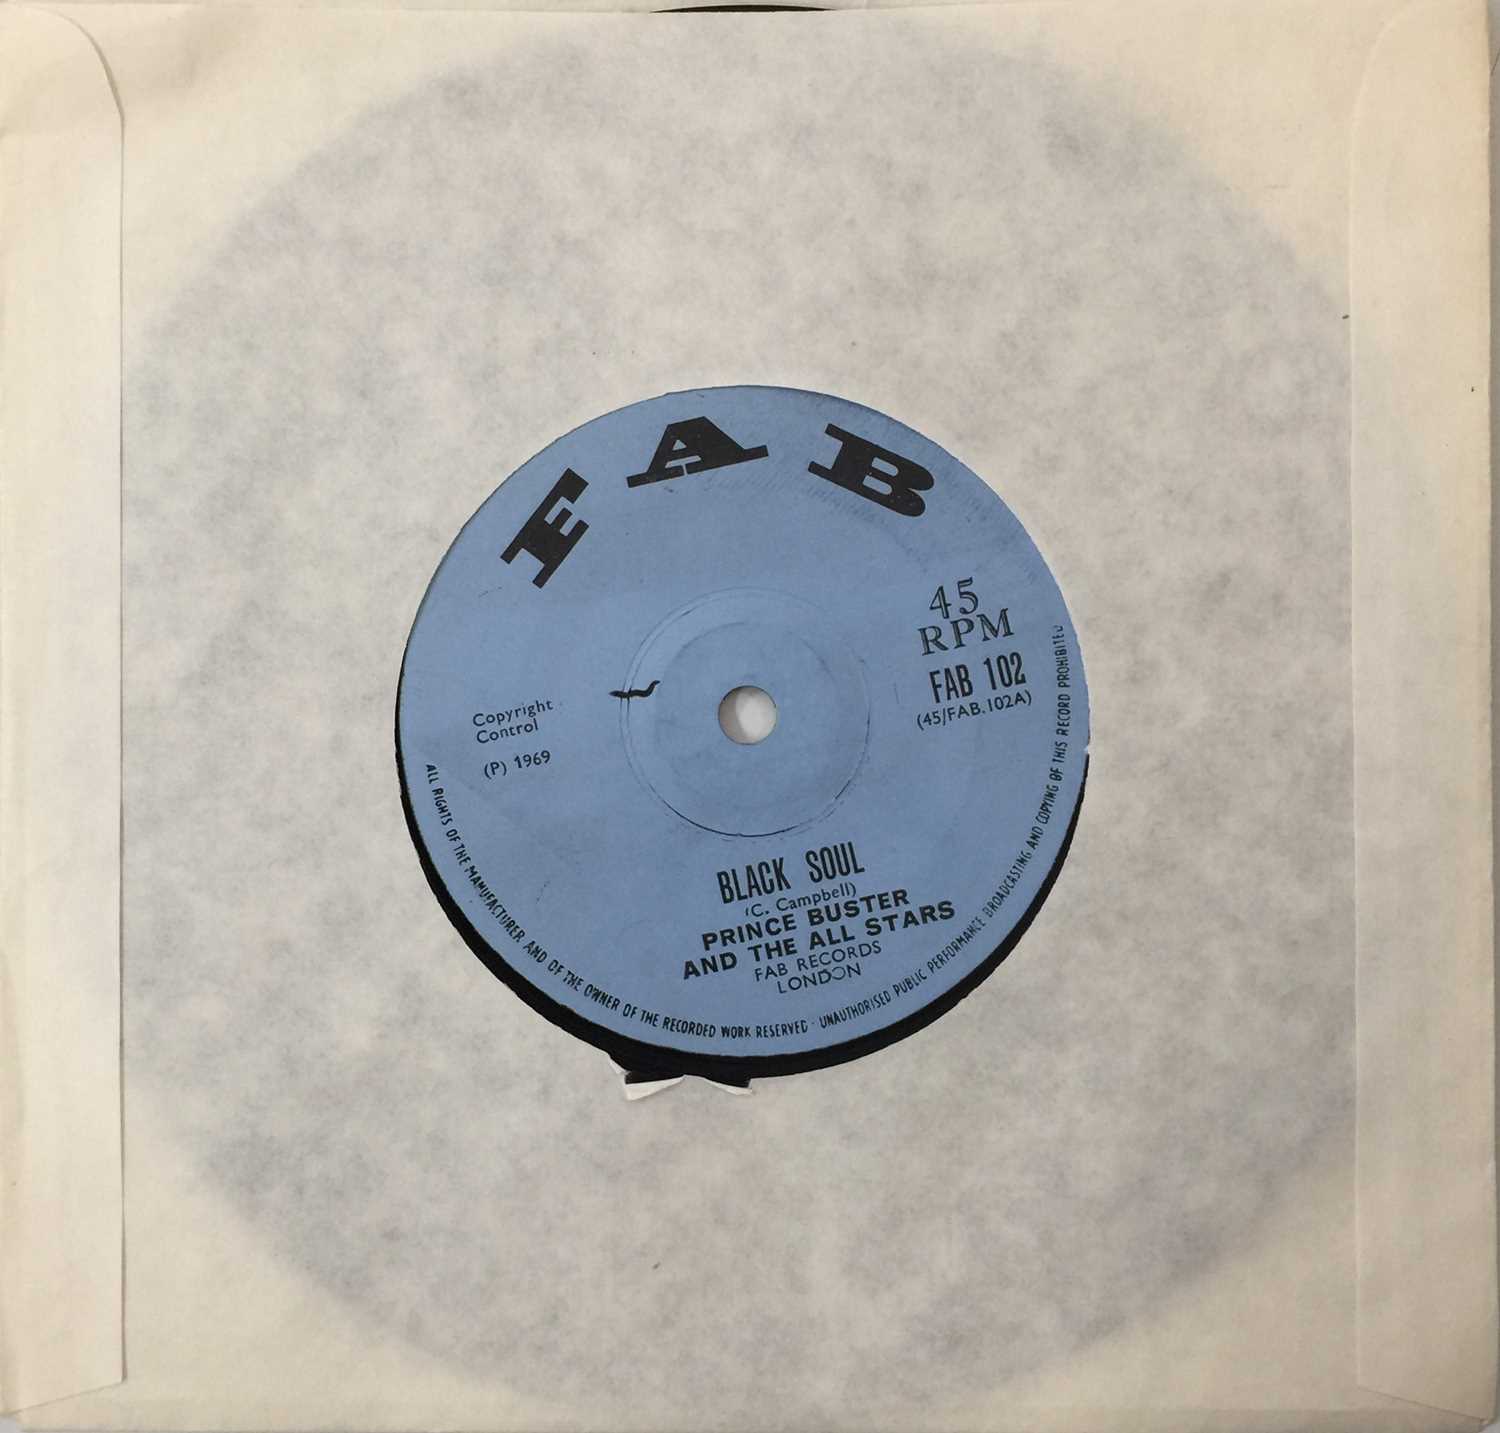 FAB
45
RPM
FAB 102
(45/FAB.102A)
Copyright
Control
(P) 1969
BLACK SOUL
(C. Campbell)
PRINCE BUSTER
AND THE ALL STARS
FAB RECORDS
LONDON
ALL RIGHTS OF THE MANUFACTURER AND OF THE OWNER OF THE RECORDED WORK RESERVED · UNAUTHORISED PUBLIC PERFORMANCE BROADCASTING AND COPYING OF THIS RECORD PROHIBITED